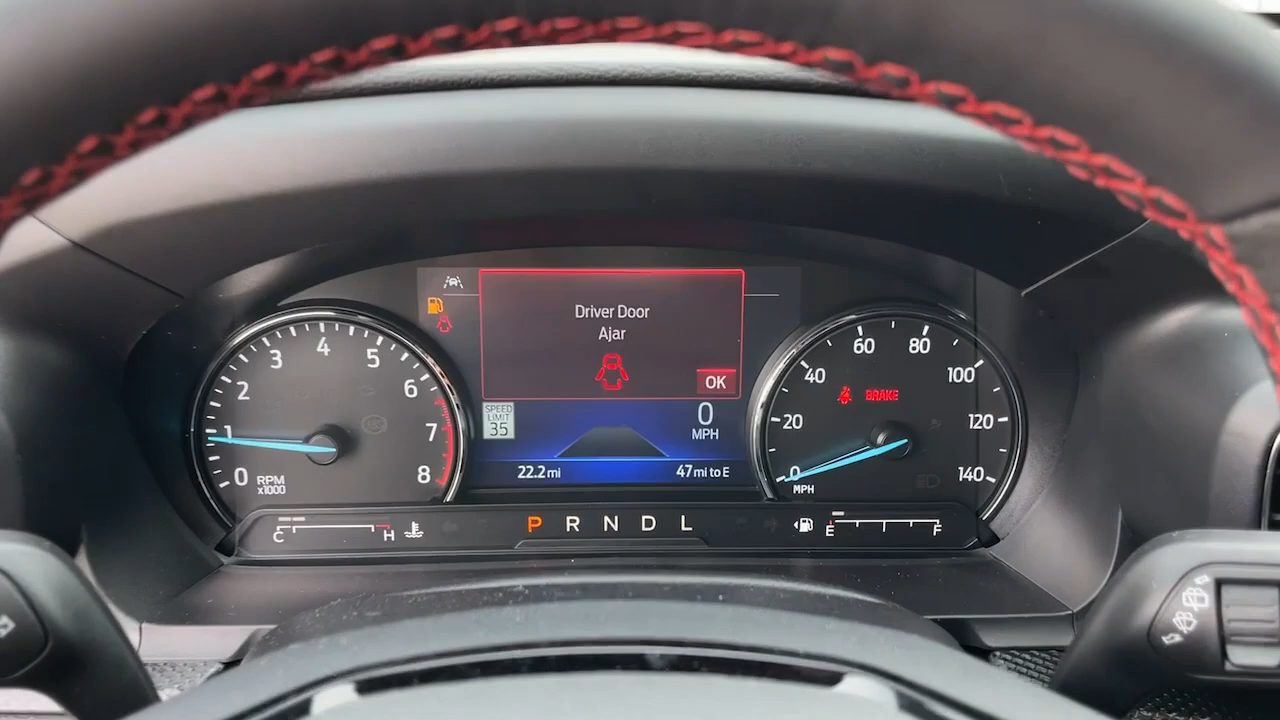 Driver Door
Ajar
OK
SPEED
LIMIT
35
0
MPH
22.2 mi
47 mi to E
0
1
2
3
4
5
6
7
8
RPM
x1000
0
20
40
60
80
100
120
140
MPH
BRAKE
C
H
P R N D L
E
F